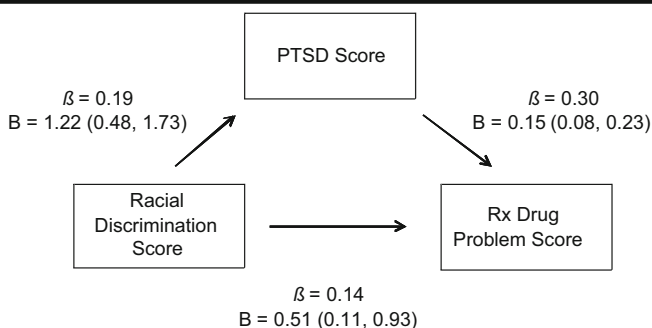 PTSD Score
ß = 0.19
B = 1.22 (0.48, 1.73)
ß = 0.30
B = 0.15 (0.08, 0.23)
Racial
Discrimination
Score
Rx Drug
Problem Score
ß = 0.14
B = 0.51 (0.11, 0.93)